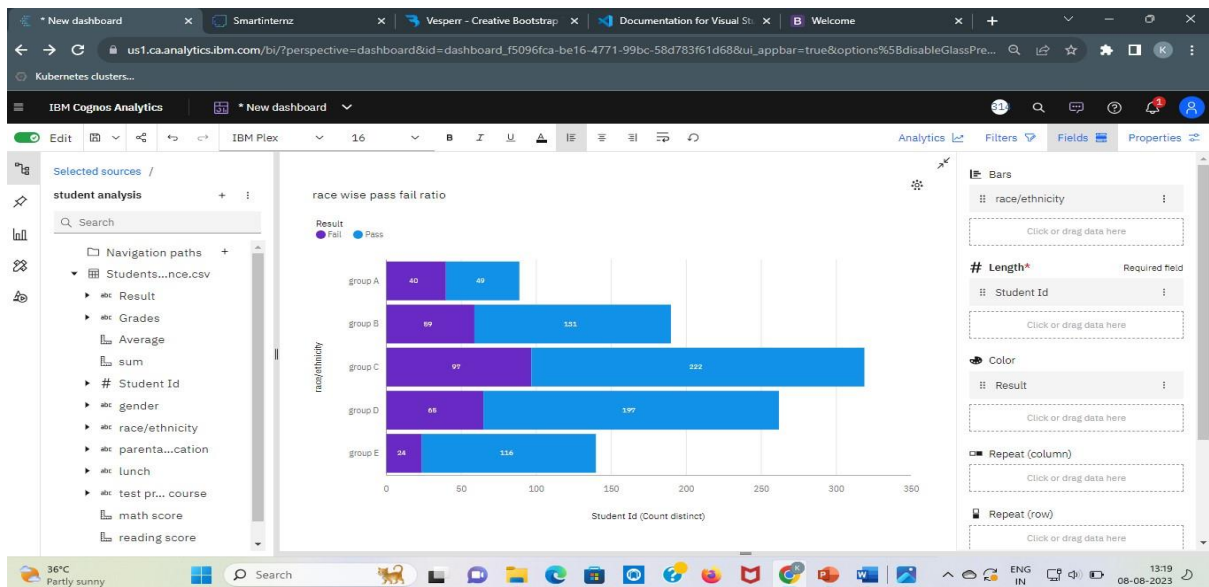 * New dashboard
Smartinternz
Vesperr - Creative Bootstrap
Documentation for Visual St
B Welcome
us1.ca.analytics.ibm.com/bi/?perspective=dashboard&id=dashboard_f5096fca-be16-4771-99bc-58d783f61d68&ui_appbar=true&options%5BdisableGlassPre...
K
Kubernetes clusters...
IBM Cognos Analytics
* New dashboard
1
Edit
IBM Plex
16
B I U A
Analytics
Filters
Fields
Properties
Selected sources /
student analysis
Search
Navigation paths
Students...nce.csv
abc Result
abc Grades
Average
sum
# Student Id
abc gender
abc race/ethnicity
abc parenta...cation
abc lunch
abc test pr... course
math score
reading score
race wise pass fail ratio
Result
Fail Pass
race/ethnicity
group A 40 49
group B 59 131
group C 97 222
group D 65 197
group E 24 116
0 50 100 150 200 250 300 350
Student Id (Count distinct)
Bars
race/ethnicity
Click or drag data here
# Length* Required field
Student Id
Click or drag data here
Color
Result
Click or drag data here
Repeat (column)
Click or drag data here
Repeat (row)
Click or drag data here
36°C
Partly sunny
Search
ENG
IN
13:19
08-08-2023